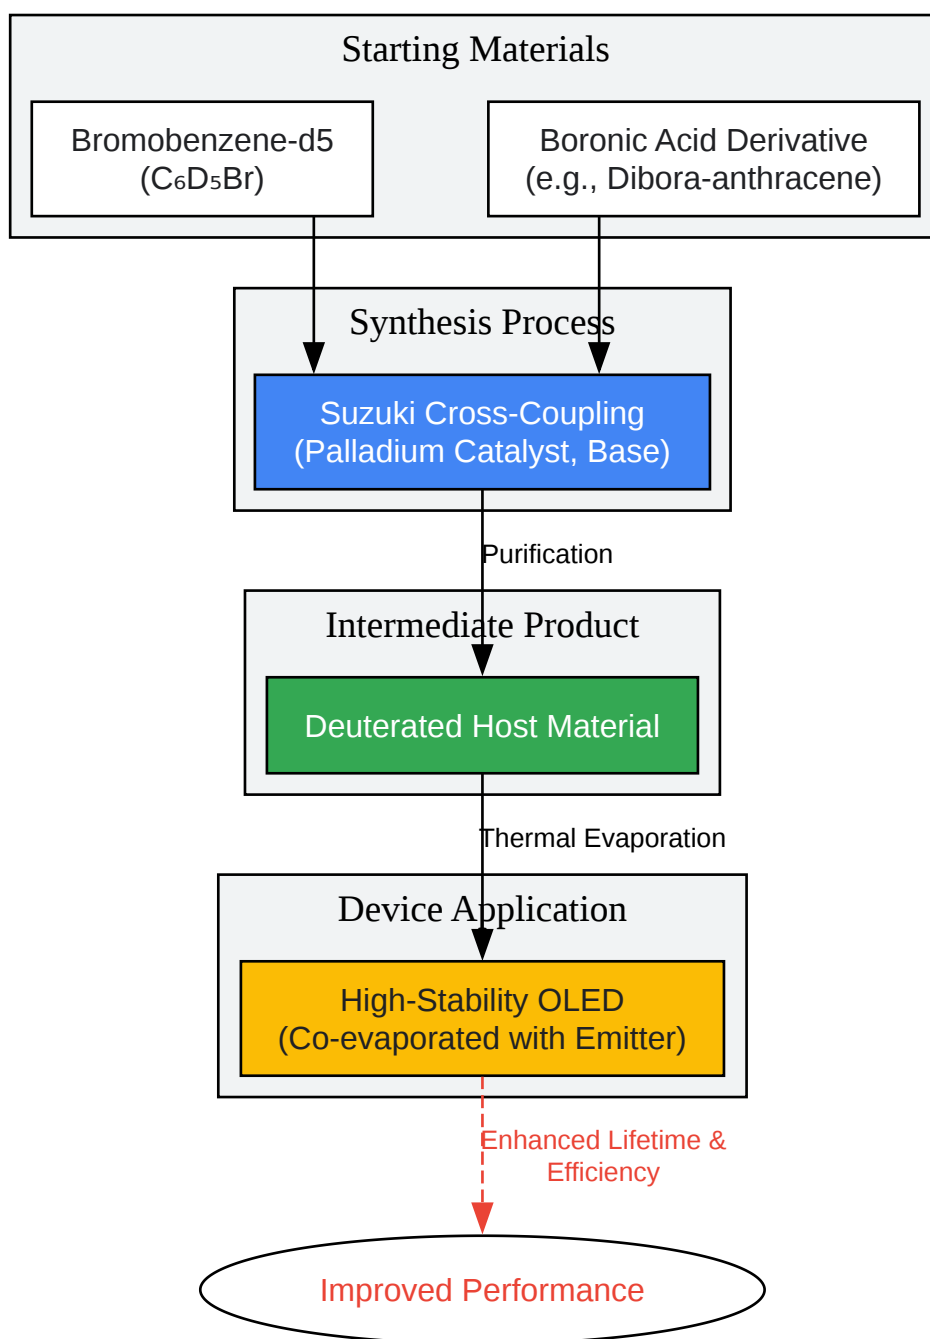 Starting Materials
Bromobenzene-d5
(C₆D₅Br)
Boronic Acid Derivative
(e.g., Dibora-anthracene)
Synthesis Process
Suzuki Cross-Coupling
(Palladium Catalyst, Base)
Purification
Intermediate Product
Deuterated Host Material
Thermal Evaporation
Device Application
High-Stability OLED
(Co-evaporated with Emitter)
Enhanced Lifetime &
Efficiency
Improved Performance